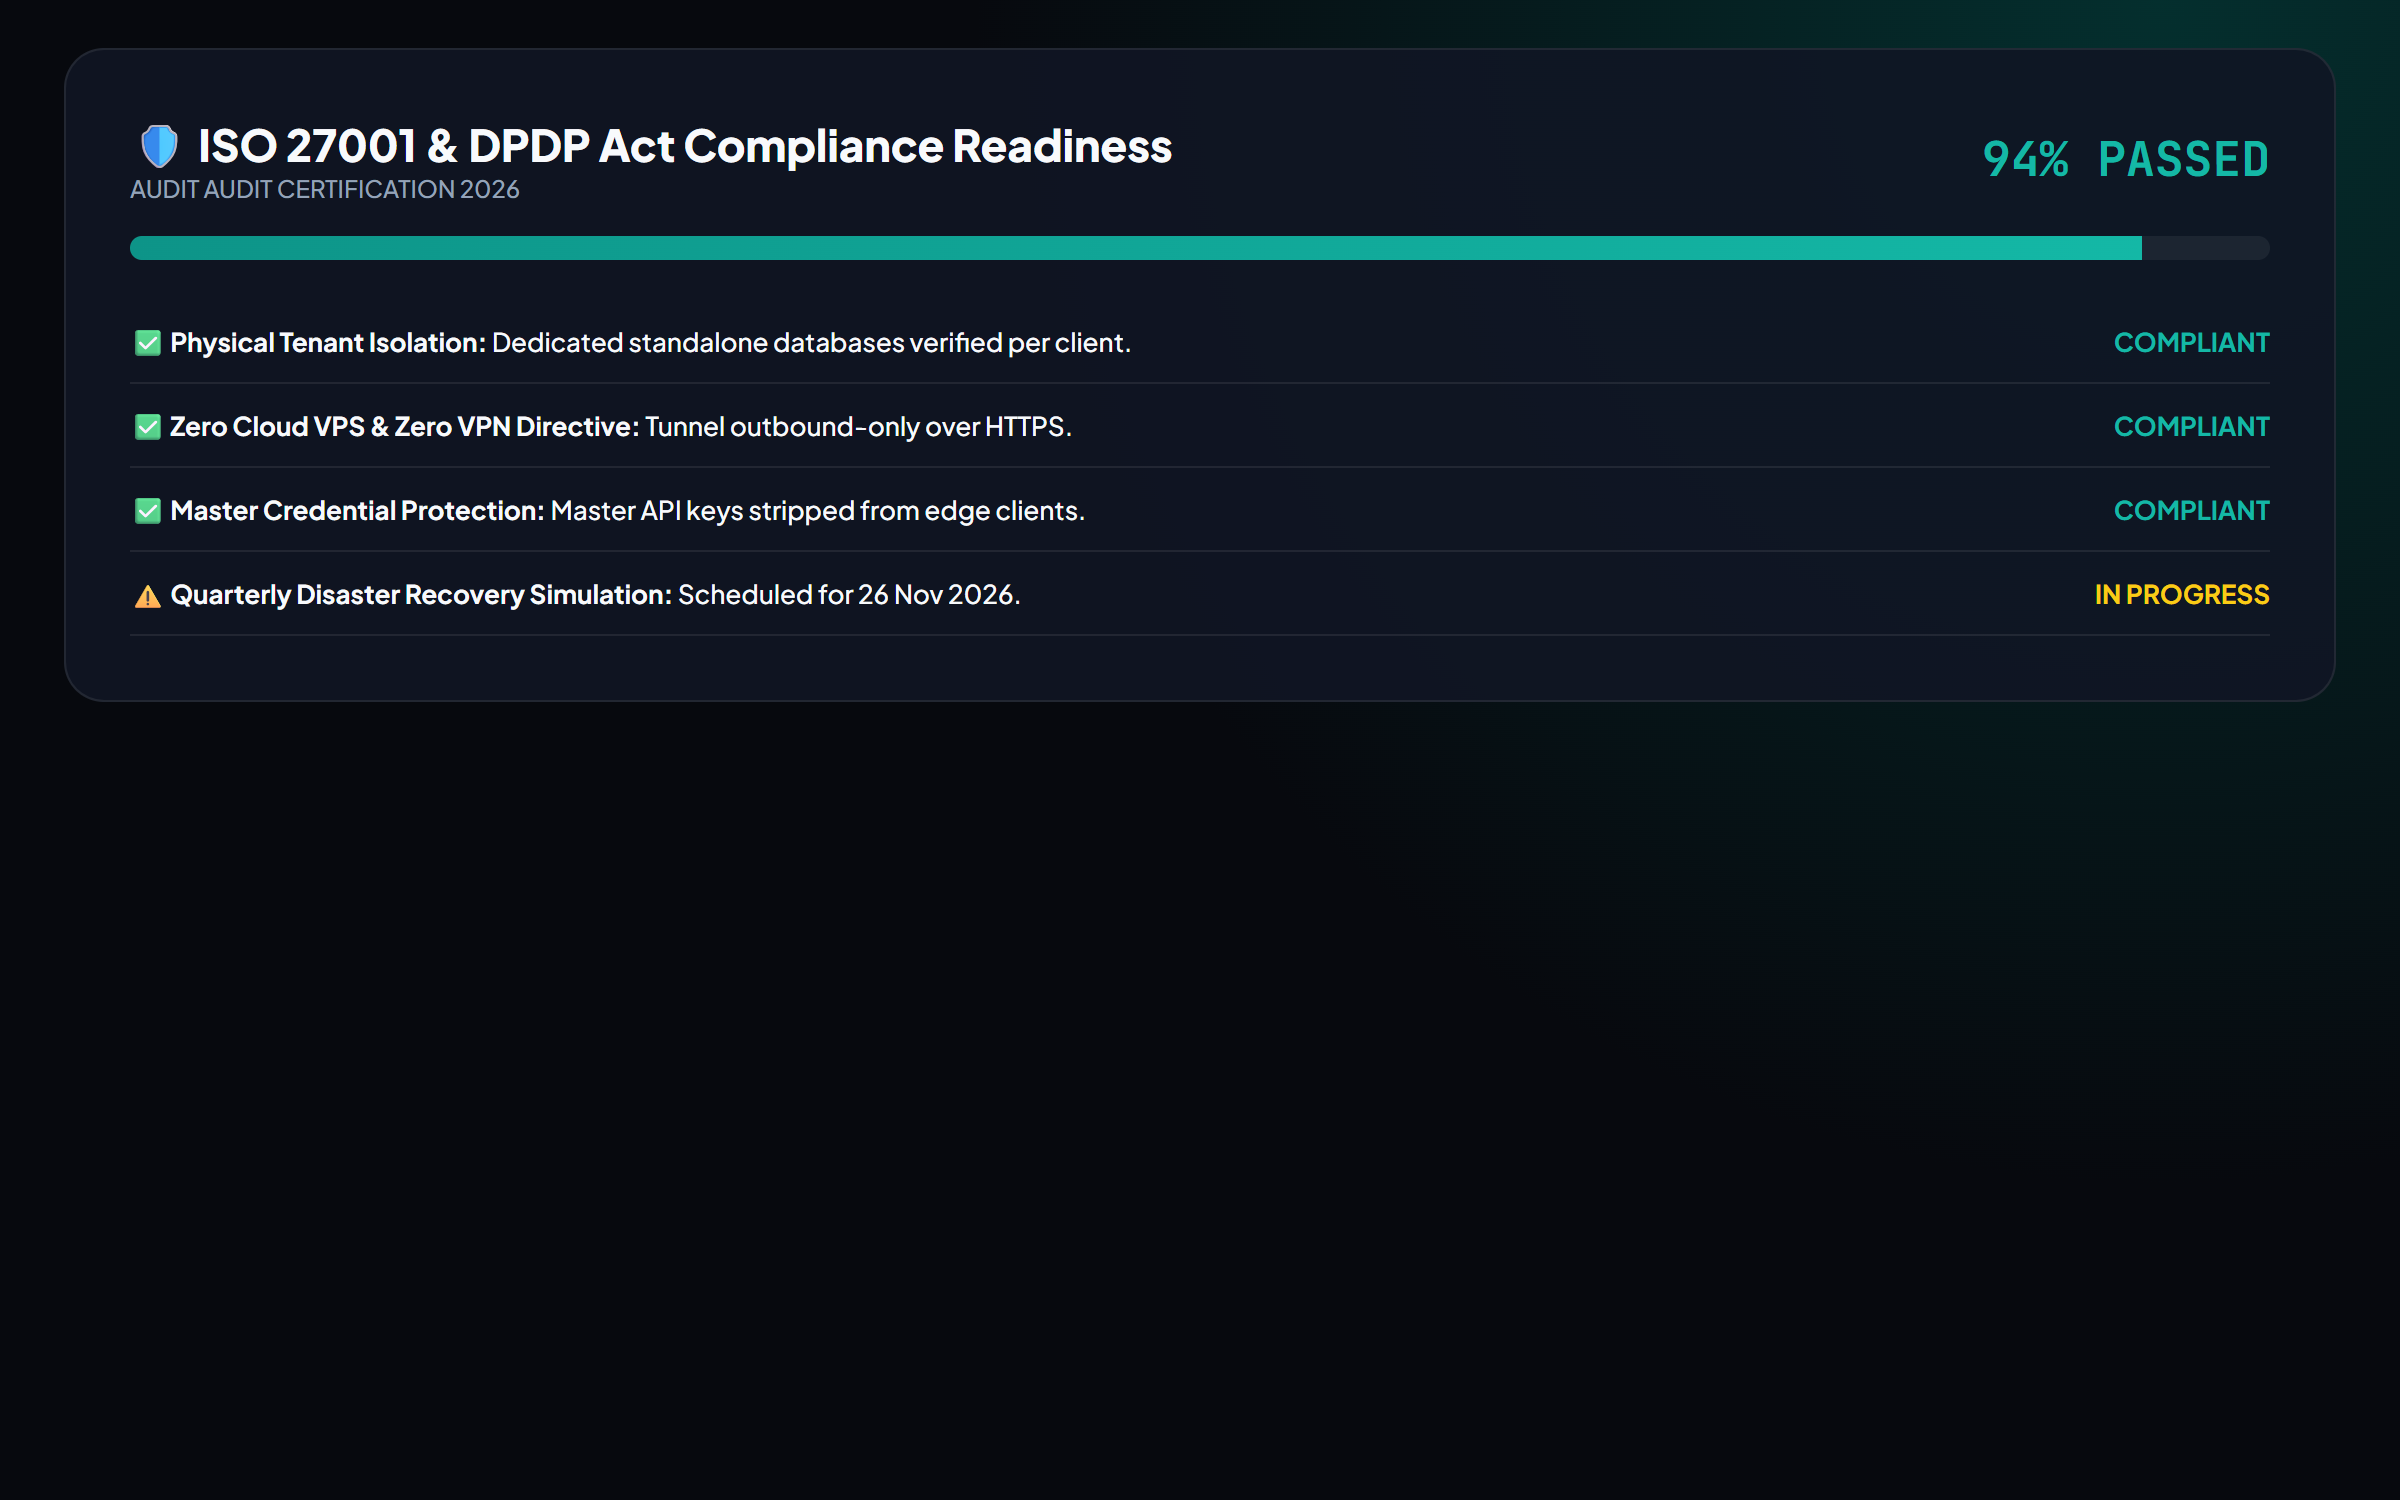 🛡️ ISO 27001 & DPDP Act Compliance Readiness
94% PASSED
AUDIT AUDIT CERTIFICATION 2026
✅ Physical Tenant Isolation: Dedicated standalone databases verified per client. COMPLIANT
✅ Zero Cloud VPS & Zero VPN Directive: Tunnel outbound-only over HTTPS. COMPLIANT
✅ Master Credential Protection: Master API keys stripped from edge clients. COMPLIANT
⚠️ Quarterly Disaster Recovery Simulation: Scheduled for 26 Nov 2026. IN PROGRESS